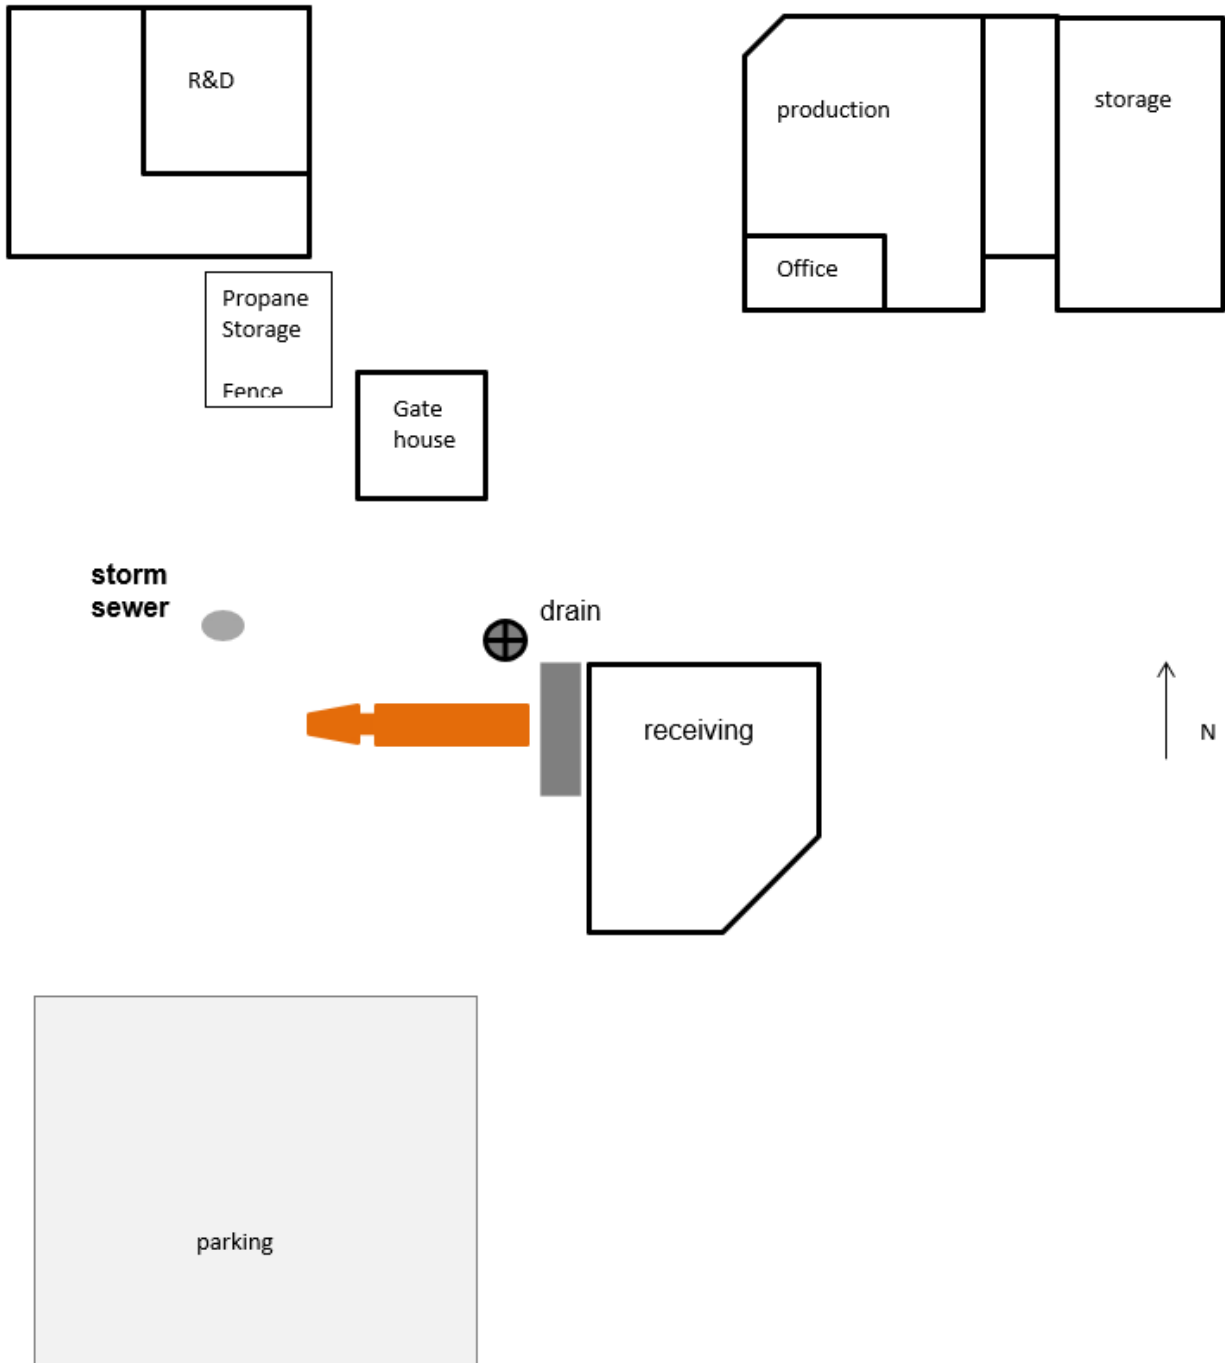 R&D
production
storage
Office
Propane
Storage
Fence
Gate
house
storm
sewer
drain
receiving
N
parking